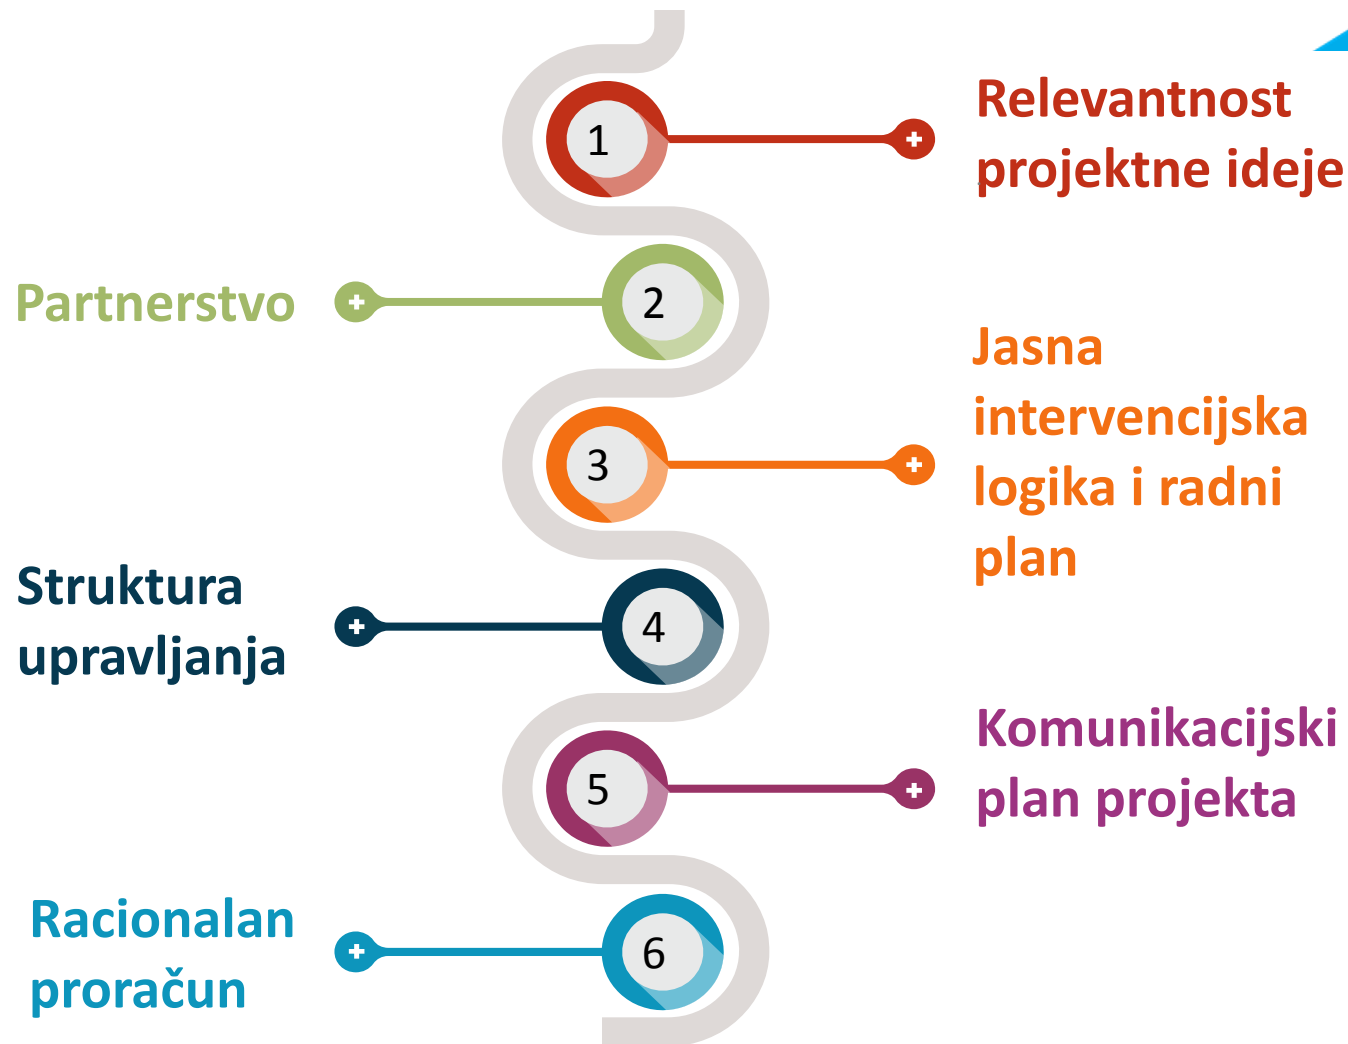 1
Relevantnost
projektne ideje
2
Partnerstvo
3
Jasna
intervencijska
logika i radni
plan
4
Struktura
upravljanja
5
Komunikacijski
plan projekta
6
Racionalan
proračun